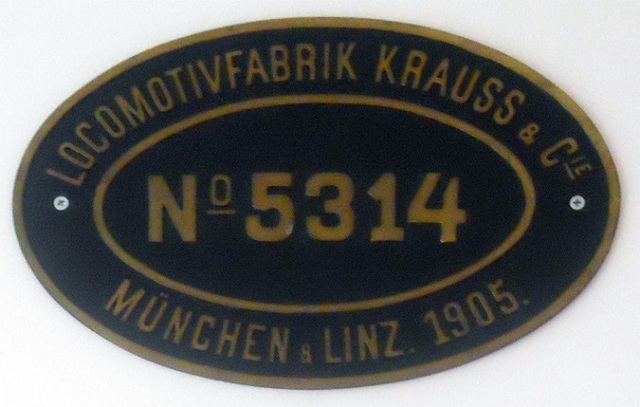 LOCOMOTIVFABRIK KRAUSS & CIE
No 5314
MÜNCHEN & LINZ. 1905.